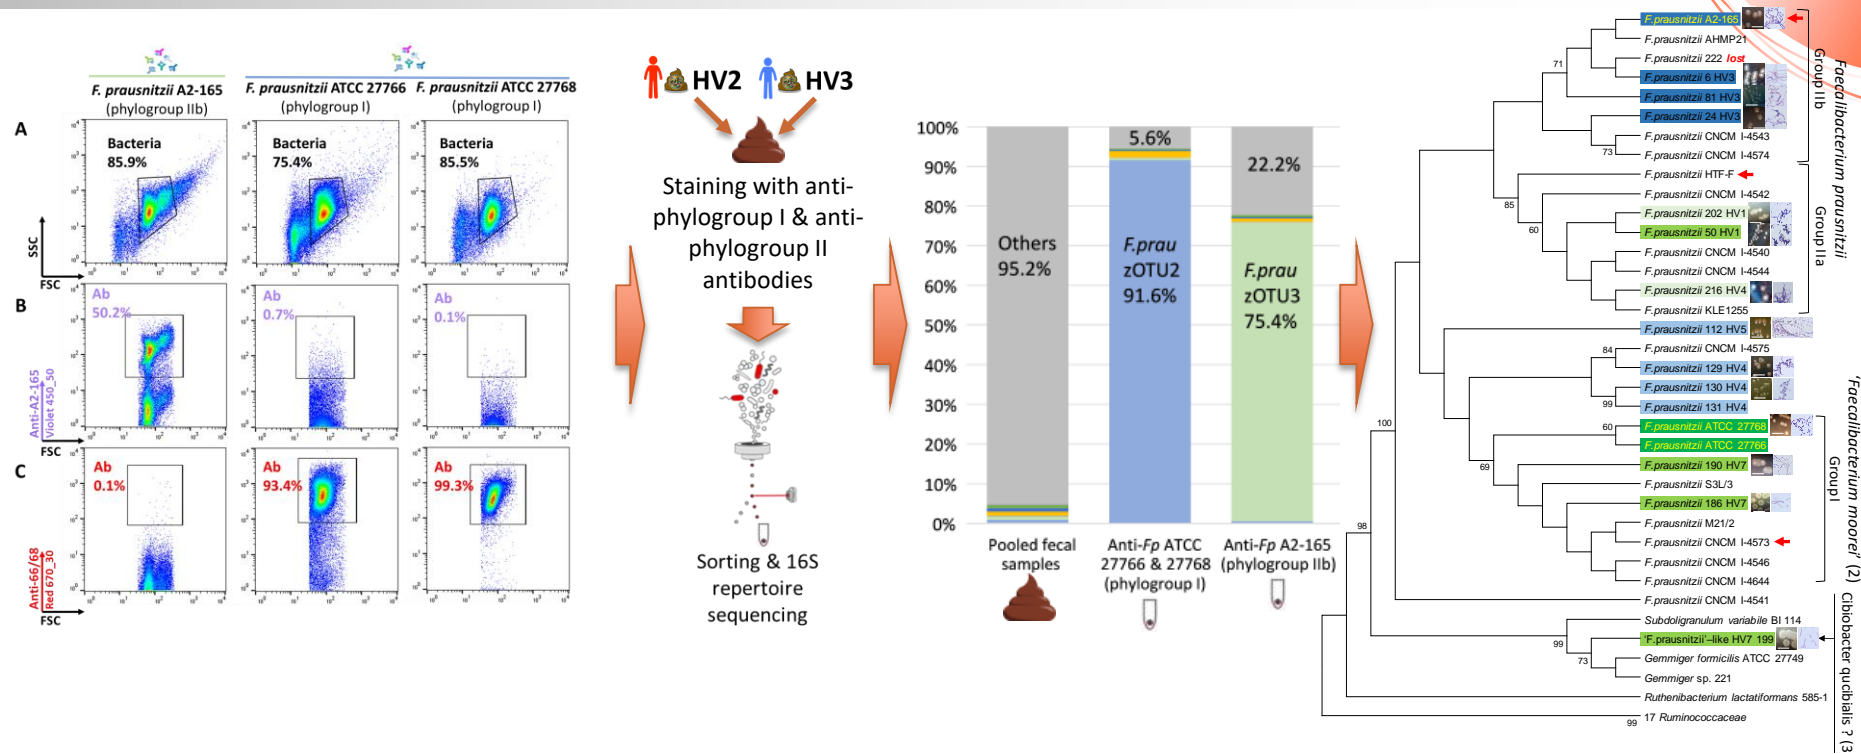 F. prausnitzii A2-165
(phylogroup IIb)
F. prausnitzii ATCC 27766
(phylogroup I)
F. prausnitzii ATCC 27768
(phylogroup I)
A
Bacteria
85.9%
Bacteria
75.4%
Bacteria
85.5%
SSC
FSC
B
Ab
50.2%
Ab
0.7%
Ab
0.1%
Anti-A2-165
Violet 450_50
FSC
C
Ab
0.1%
Ab
93.4%
Ab
99.3%
Anti-66/68
Red 670_30
FSC
HV2
HV3
Staining with anti-
phylogroup I & anti-
phylogroup II
antibodies
Sorting & 16S
repertoire
sequencing
100%
90%
80%
70%
60%
50%
40%
30%
20%
10%
0%
Others
95.2%
5.6%
F.prau
zOTU2
91.6%
22.2%
F.prau
zOTU3
75.4%
Pooled fecal
samples
Anti-Fp ATCC
27766 & 27768
(phylogroup I)
Anti-Fp A2-165
(phylogroup IIb)
F.prausnitzii A2-165
F.prausnitzii AHMP21
F.prausnitzii 222 lost
F.prausnitzii 6 HV3
F.prausnitzii 81 HV3
F.prausnitzii 24 HV3
F.prausnitzii CNCM I-4543
F.prausnitzii CNCM I-4574
F.prausnitzii HTF-F
F.prausnitzii CNCM I-4542
F.prausnitzii 202 HV1
F.prausnitzii 50 HV1
F.prausnitzii CNCM I-4540
F.prausnitzii CNCM I-4544
F.prausnitzii 216 HV4
F.prausnitzii KLE1255
F.prausnitzii 112 HV5
F.prausnitzii CNCM I-4575
F.prausnitzii 129 HV4
F.prausnitzii 130 HV4
F.prausnitzii 131 HV4
F.prausnitzii ATCC 27768
F.prausnitzii ATCC 27766
F.prausnitzii 190 HV7
F.prausnitzii S3L/3
F.prausnitzii 186 HV7
F.prausnitzii M21/2
F.prausnitzii CNCM I-4573
F.prausnitzii CNCM I-4546
F.prausnitzii CNCM I-4644
F.prausnitzii CNCM I-4541
Subdoligranulum variabile BI 114
'F.prausnitzii'–like HV7 199
Gemmiger formicilis ATCC 27749
Gemmiger sp. 221
Ruthenibacterium lactatiformans 585-1
17 Ruminococcaceae
71
73
85
60
84
99
100
60
69
98
99
73
99
Group IIb
Group IIa
Faecalibacterium prausnitzii
Group I
'Faecalibacterium moorei' (2)
Cibiobacter qucibialis ? (3